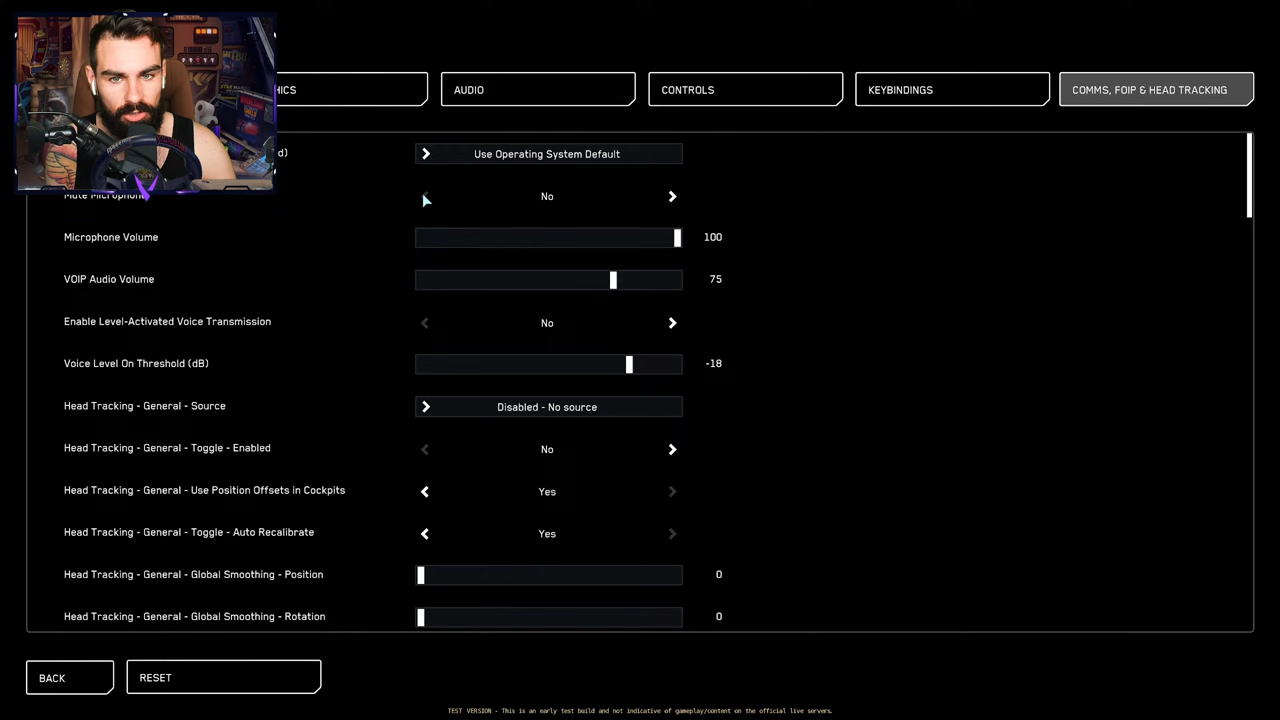 HICS
AUDIO
CONTROLS
KEYBINDINGS
COMMS, FOIP & HEAD TRACKING
d)
Use Operating System Default
Mute Microphone
No
Microphone Volume
100
VOIP Audio Volume
75
Enable Level-Activated Voice Transmission
No
Voice Level On Threshold (dB)
-18
Head Tracking - General - Source
Disabled - No source
Head Tracking - General - Toggle - Enabled
No
Head Tracking - General - Use Position Offsets in Cockpits
Yes
Head Tracking - General - Toggle - Auto Recalibrate
Yes
Head Tracking - General - Global Smoothing - Position
0
Head Tracking - General - Global Smoothing - Rotation
0
BACK
RESET
TEST VERSION - This is an early test build and not indicative of gameplay/content on the official live servers.